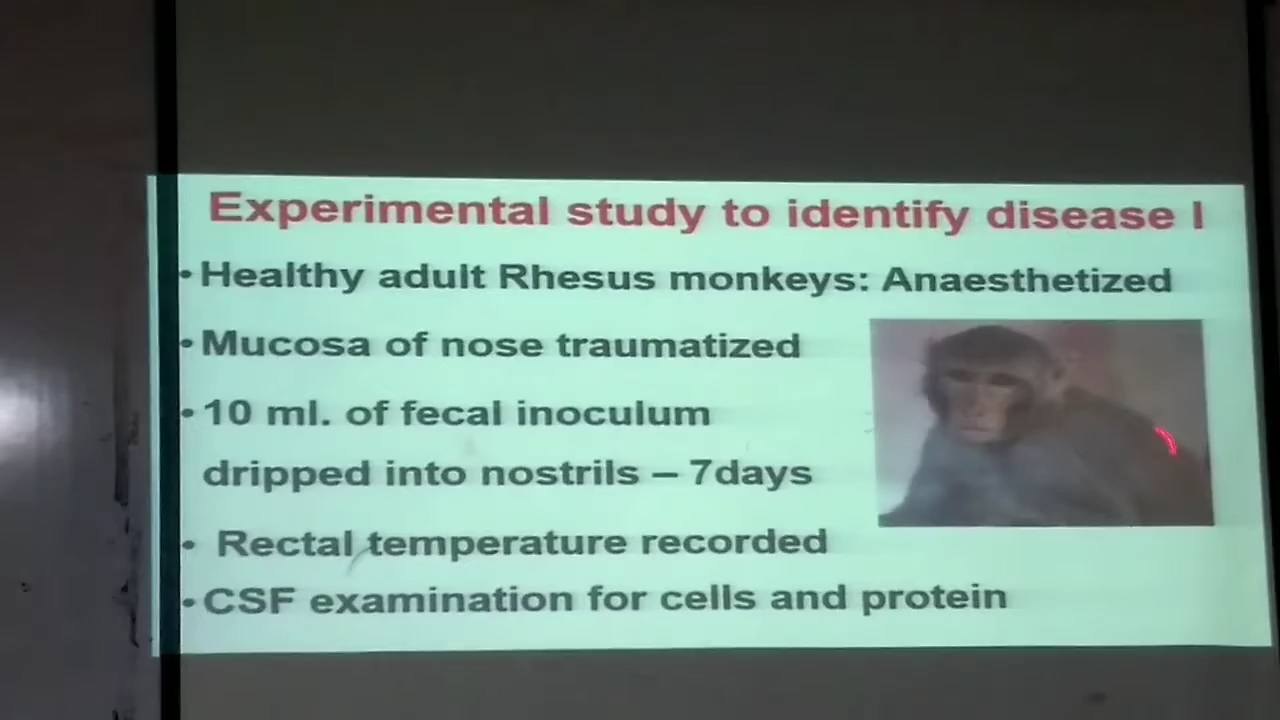 Experimental study to identify disease I
• Healthy adult Rhesus monkeys: Anaesthetized
• Mucosa of nose traumatized
• 10 ml. of fecal inoculum
dripped into nostrils – 7days
• Rectal temperature recorded
• CSF examination for cells and protein